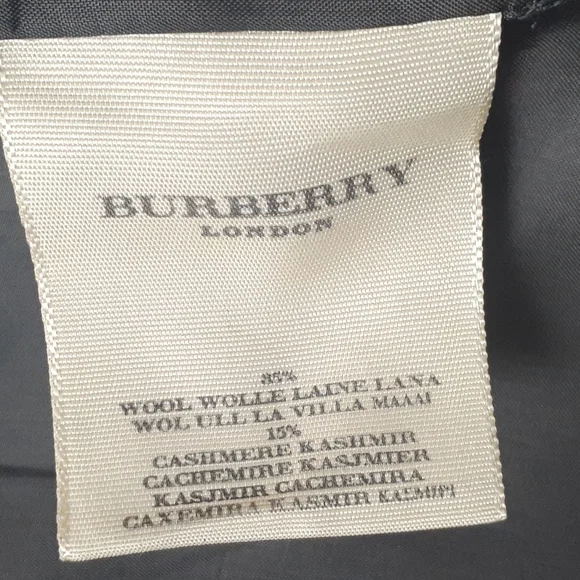 BURBERRY
LONDON
85%
WOOL WOLLE LAINE LANA
WOL ULL LA VILLA MAAAI
15%
CASHMERE KASHMIR
CACHEMIRE KASJMIER
KASJMIR CACHEMIRA
CAXEMIRA KASMIR